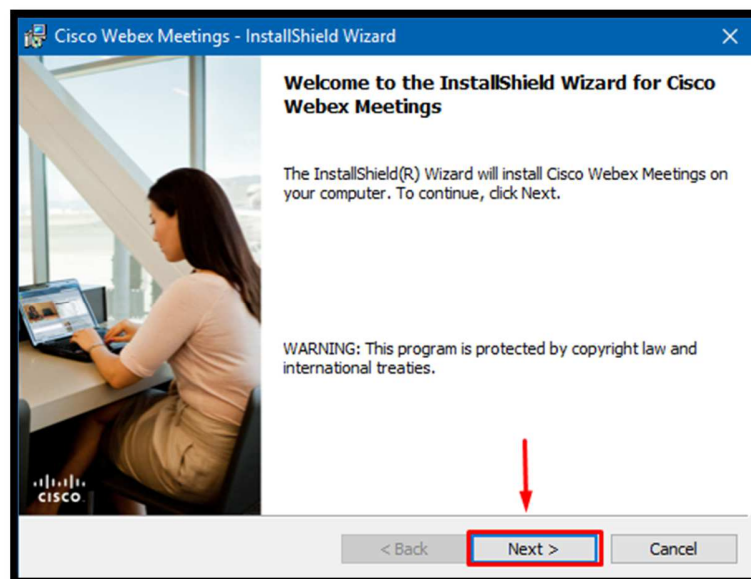 Cisco Webex Meetings - InstallShield Wizard
Welcome to the InstallShield Wizard for Cisco
Webex Meetings
The InstallShield(R) Wizard will install Cisco Webex Meetings on
your computer. To continue, click Next.
WARNING: This program is protected by copyright law and
international treaties.
CISCO
< Back Next > Cancel